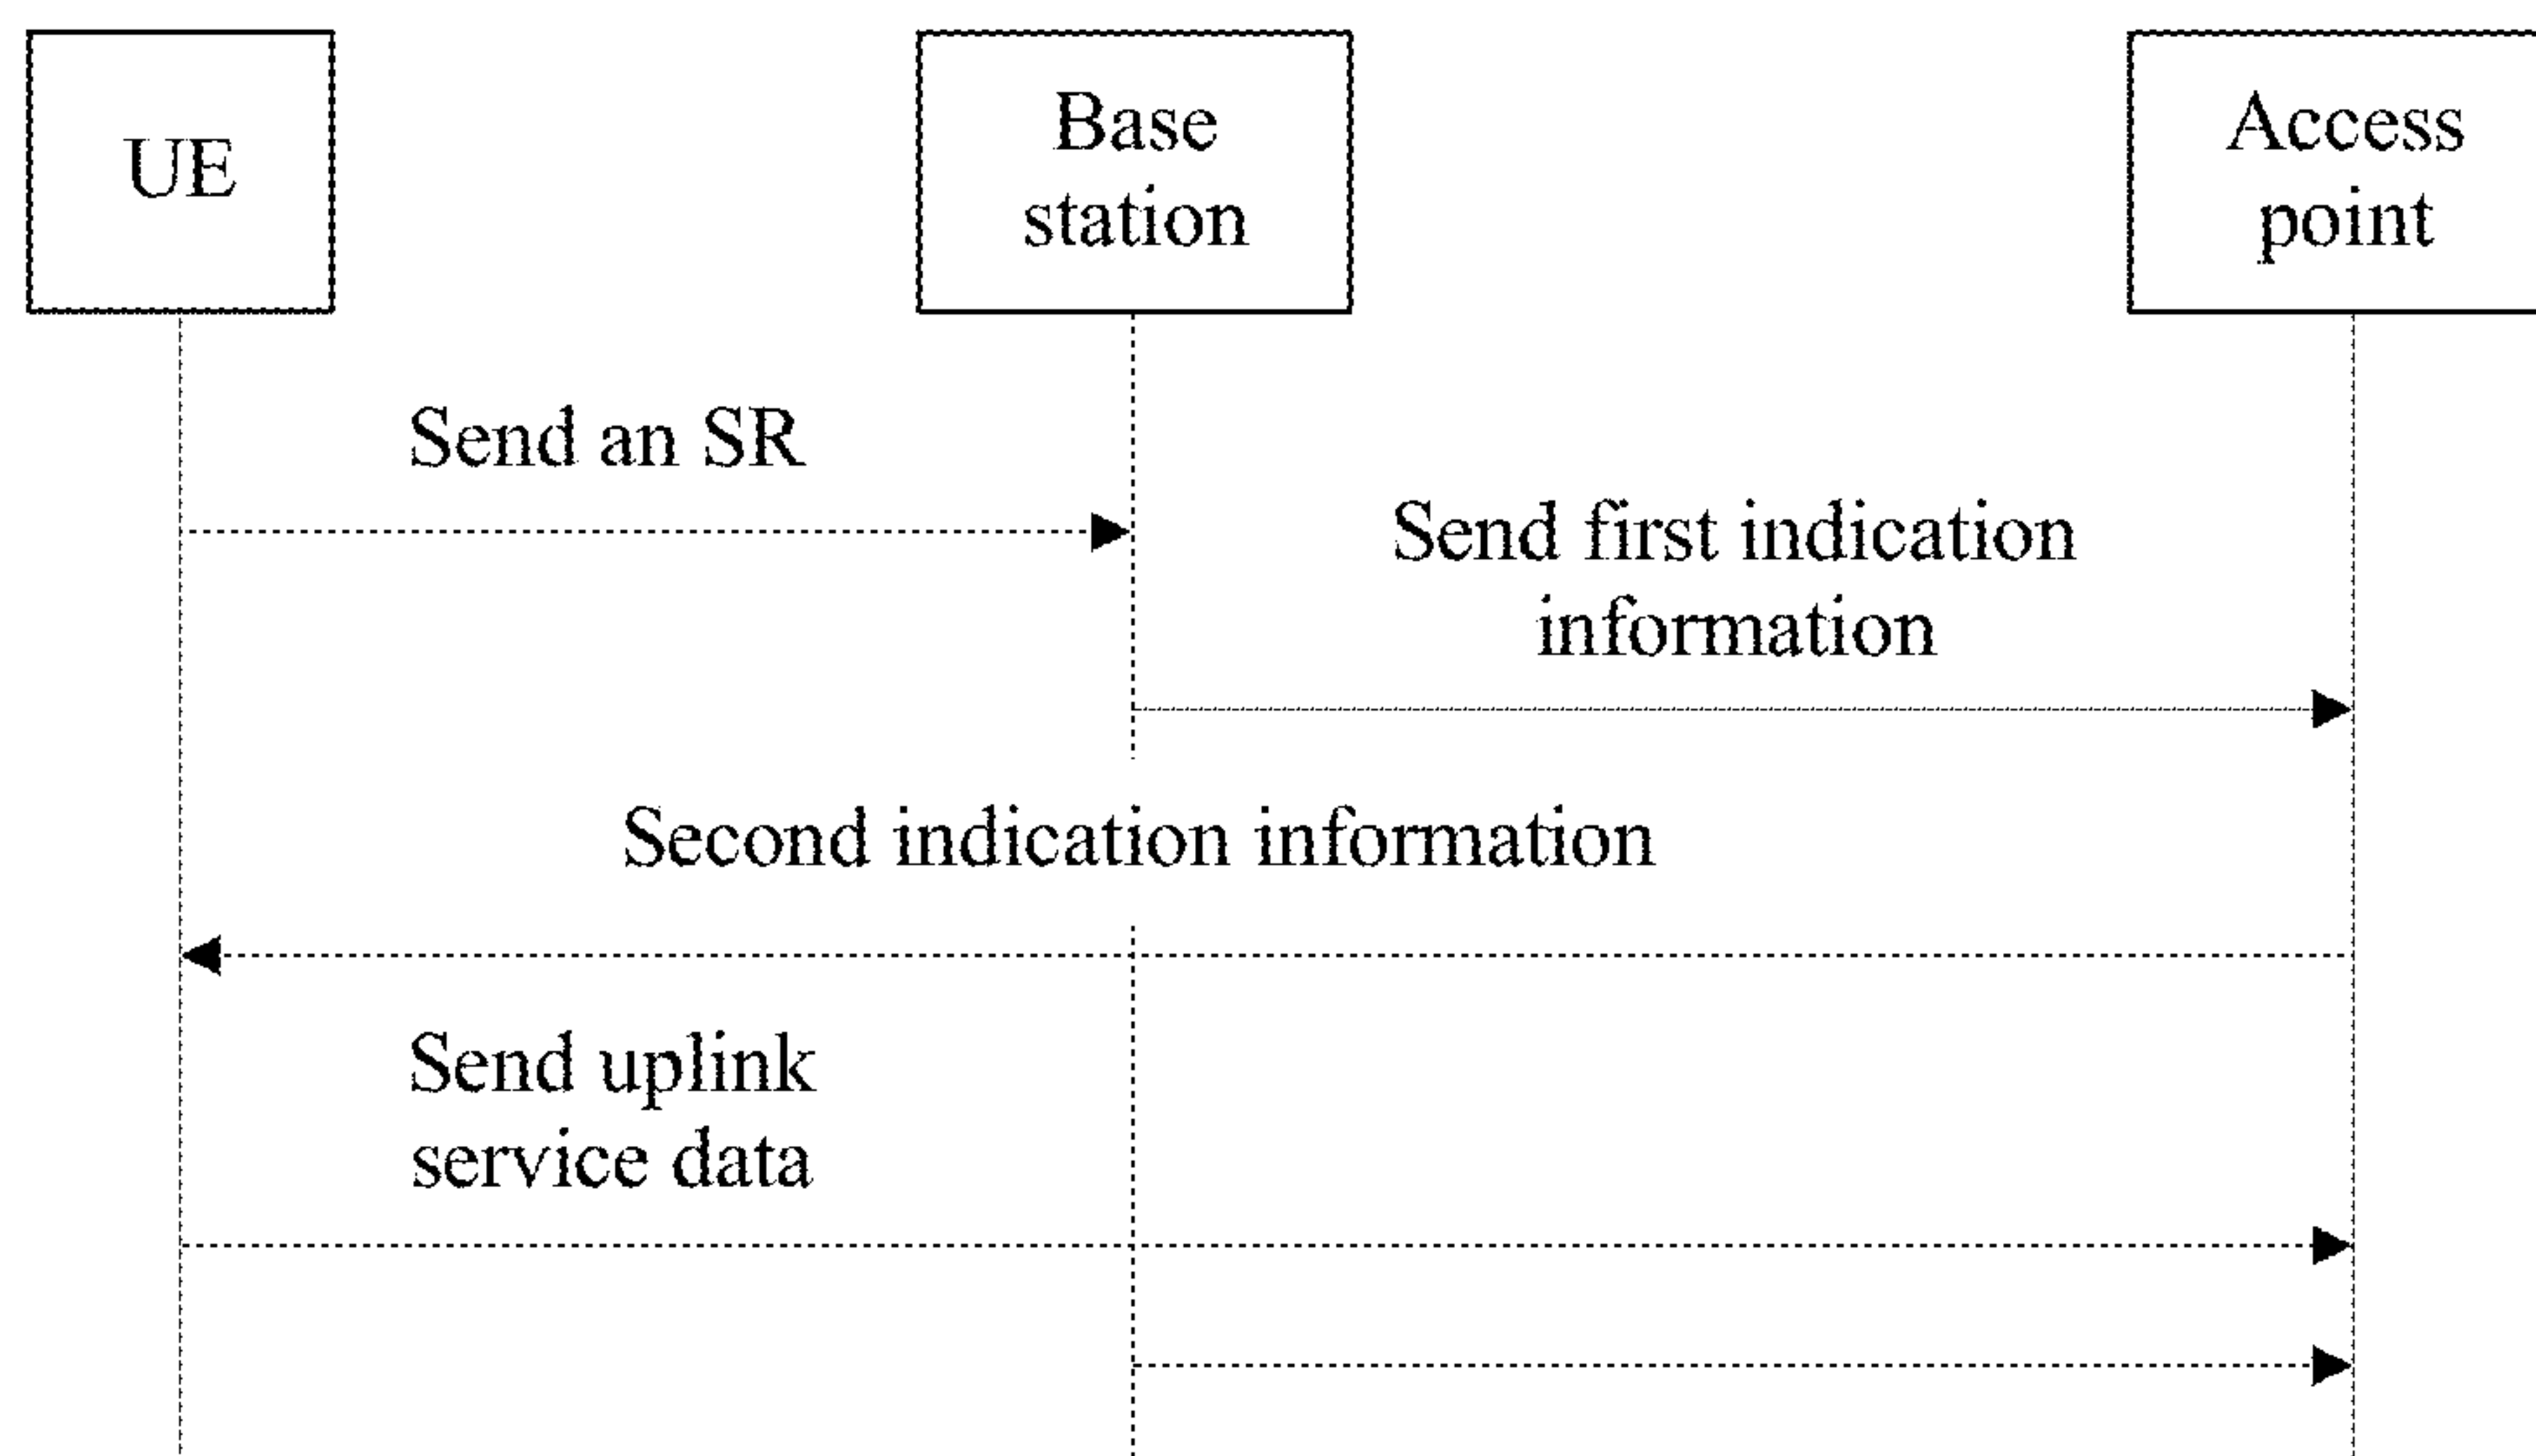 UE
Base
station
Access
point
Send an SR
Send first indication
information
Second indication information
Send uplink
service data